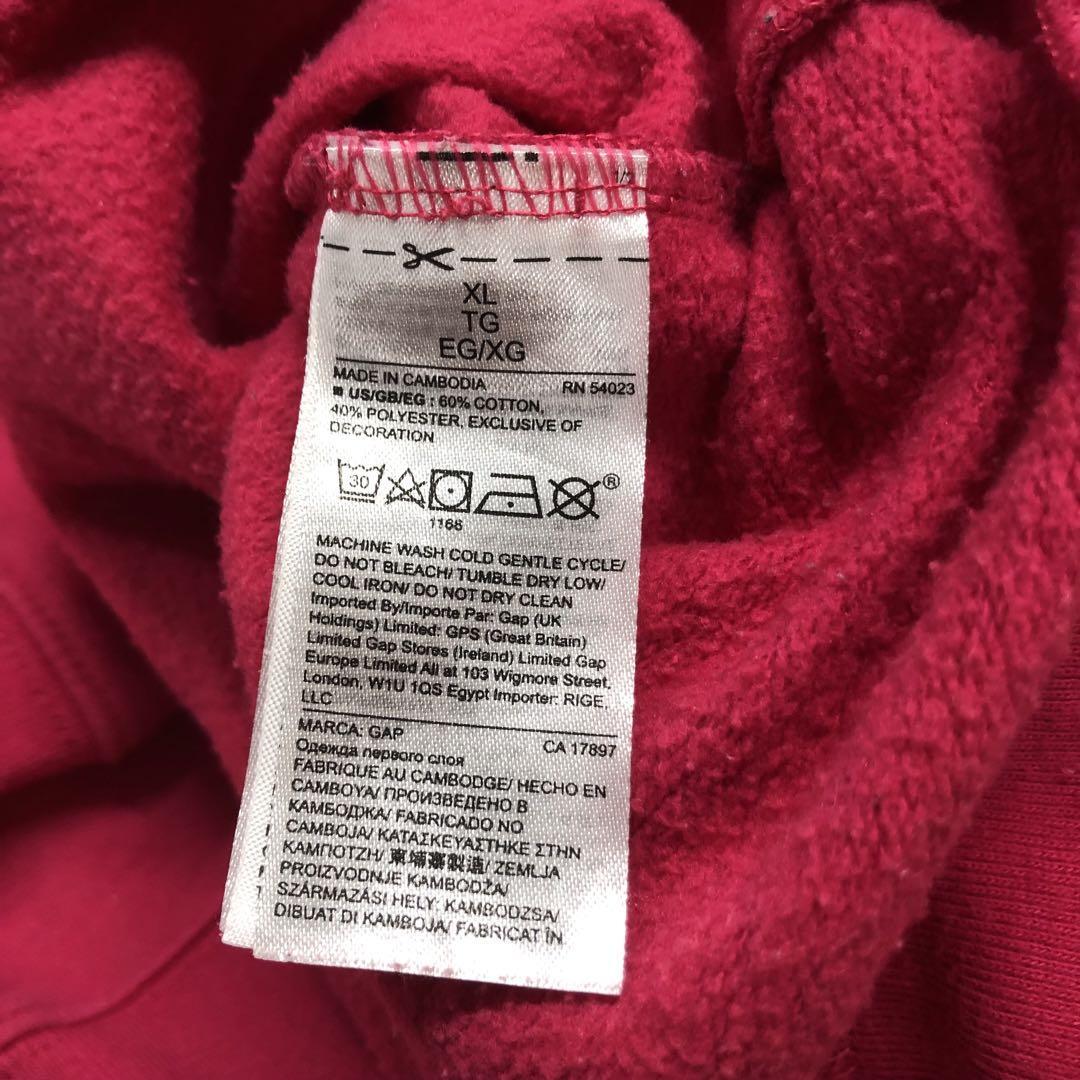 XL
TG
EG/XG
MADE IN CAMBODIA RN 54023
■ US/GB/EG : 60% COTTON,
40% POLYESTER, EXCLUSIVE OF
DECORATION
30
®
1166
MACHINE WASH COLD GENTLE CYCLE/
DO NOT BLEACH/ TUMBLE DRY LOW/
COOL IRON/ DO NOT DRY CLEAN
Imported By/Importe Par: Gap (UK
Holdings) Limited: GPS (Great Britain)
Limited Gap Stores (Ireland) Limited Gap
Europe Limited All at 103 Wigmore Street,
London, W1U 1QS Egypt Importer: RIGE,
LLC
MARCA: GAP CA 17897
Одежда первого слоя
FABRIQUE AU CAMBODGE/ HECHO EN
CAMBOYA/ ПРОИЗВЕДЕНО В
КАМБОДЖА/ FABRICADO NO
CAMBOJA/ ΚΑΤΑΣΚΕΥΑΣΤΗΚΕ ΣΤΗΝ
ΚΑΜΠΟΤΖΗ/ 柬埔寨製造/ ZEMLJA
PROIZVODNJE KAMBODŽA/
SZÁRMAZÁSI HELY: KAMBODZSA/
DIBUAT DI KAMBOJA/ FABRICAT ÎN